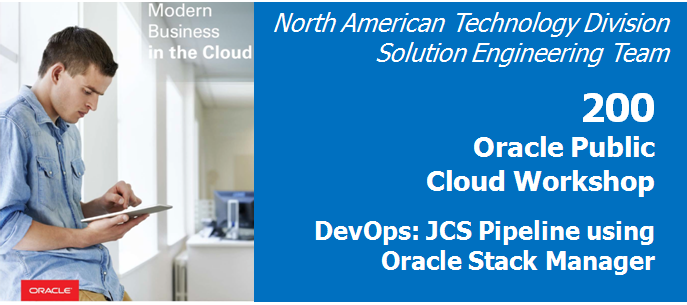 Modern
Business
in the Cloud
ORACLE
North American Technology Division
Solution Engineering Team
200
Oracle Public
Cloud Workshop
DevOps: JCS Pipeline using
Oracle Stack Manager